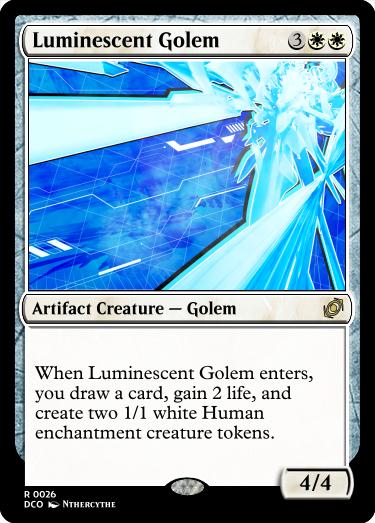 Luminescent Golem 3
Artifact Creature — Golem
When Luminescent Golem enters,
you draw a card, gain 2 life, and
create two 1/1 white Human
enchantment creature tokens.
4/4
R 0026
DCO Nthercythe